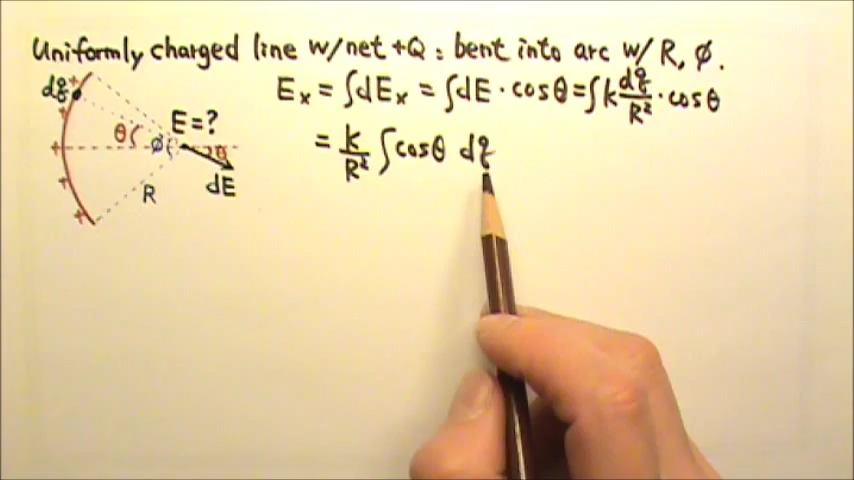 Uniformly charged line w/net +Q : bent into arc w/ R, ø.
dq
E=?
θ
ø
θ
dE
R
+
+
+
+
+
Ex = ∫dEx = ∫dE · cosθ = ∫k dq/R² · cosθ
= k/R² ∫cosθ dq